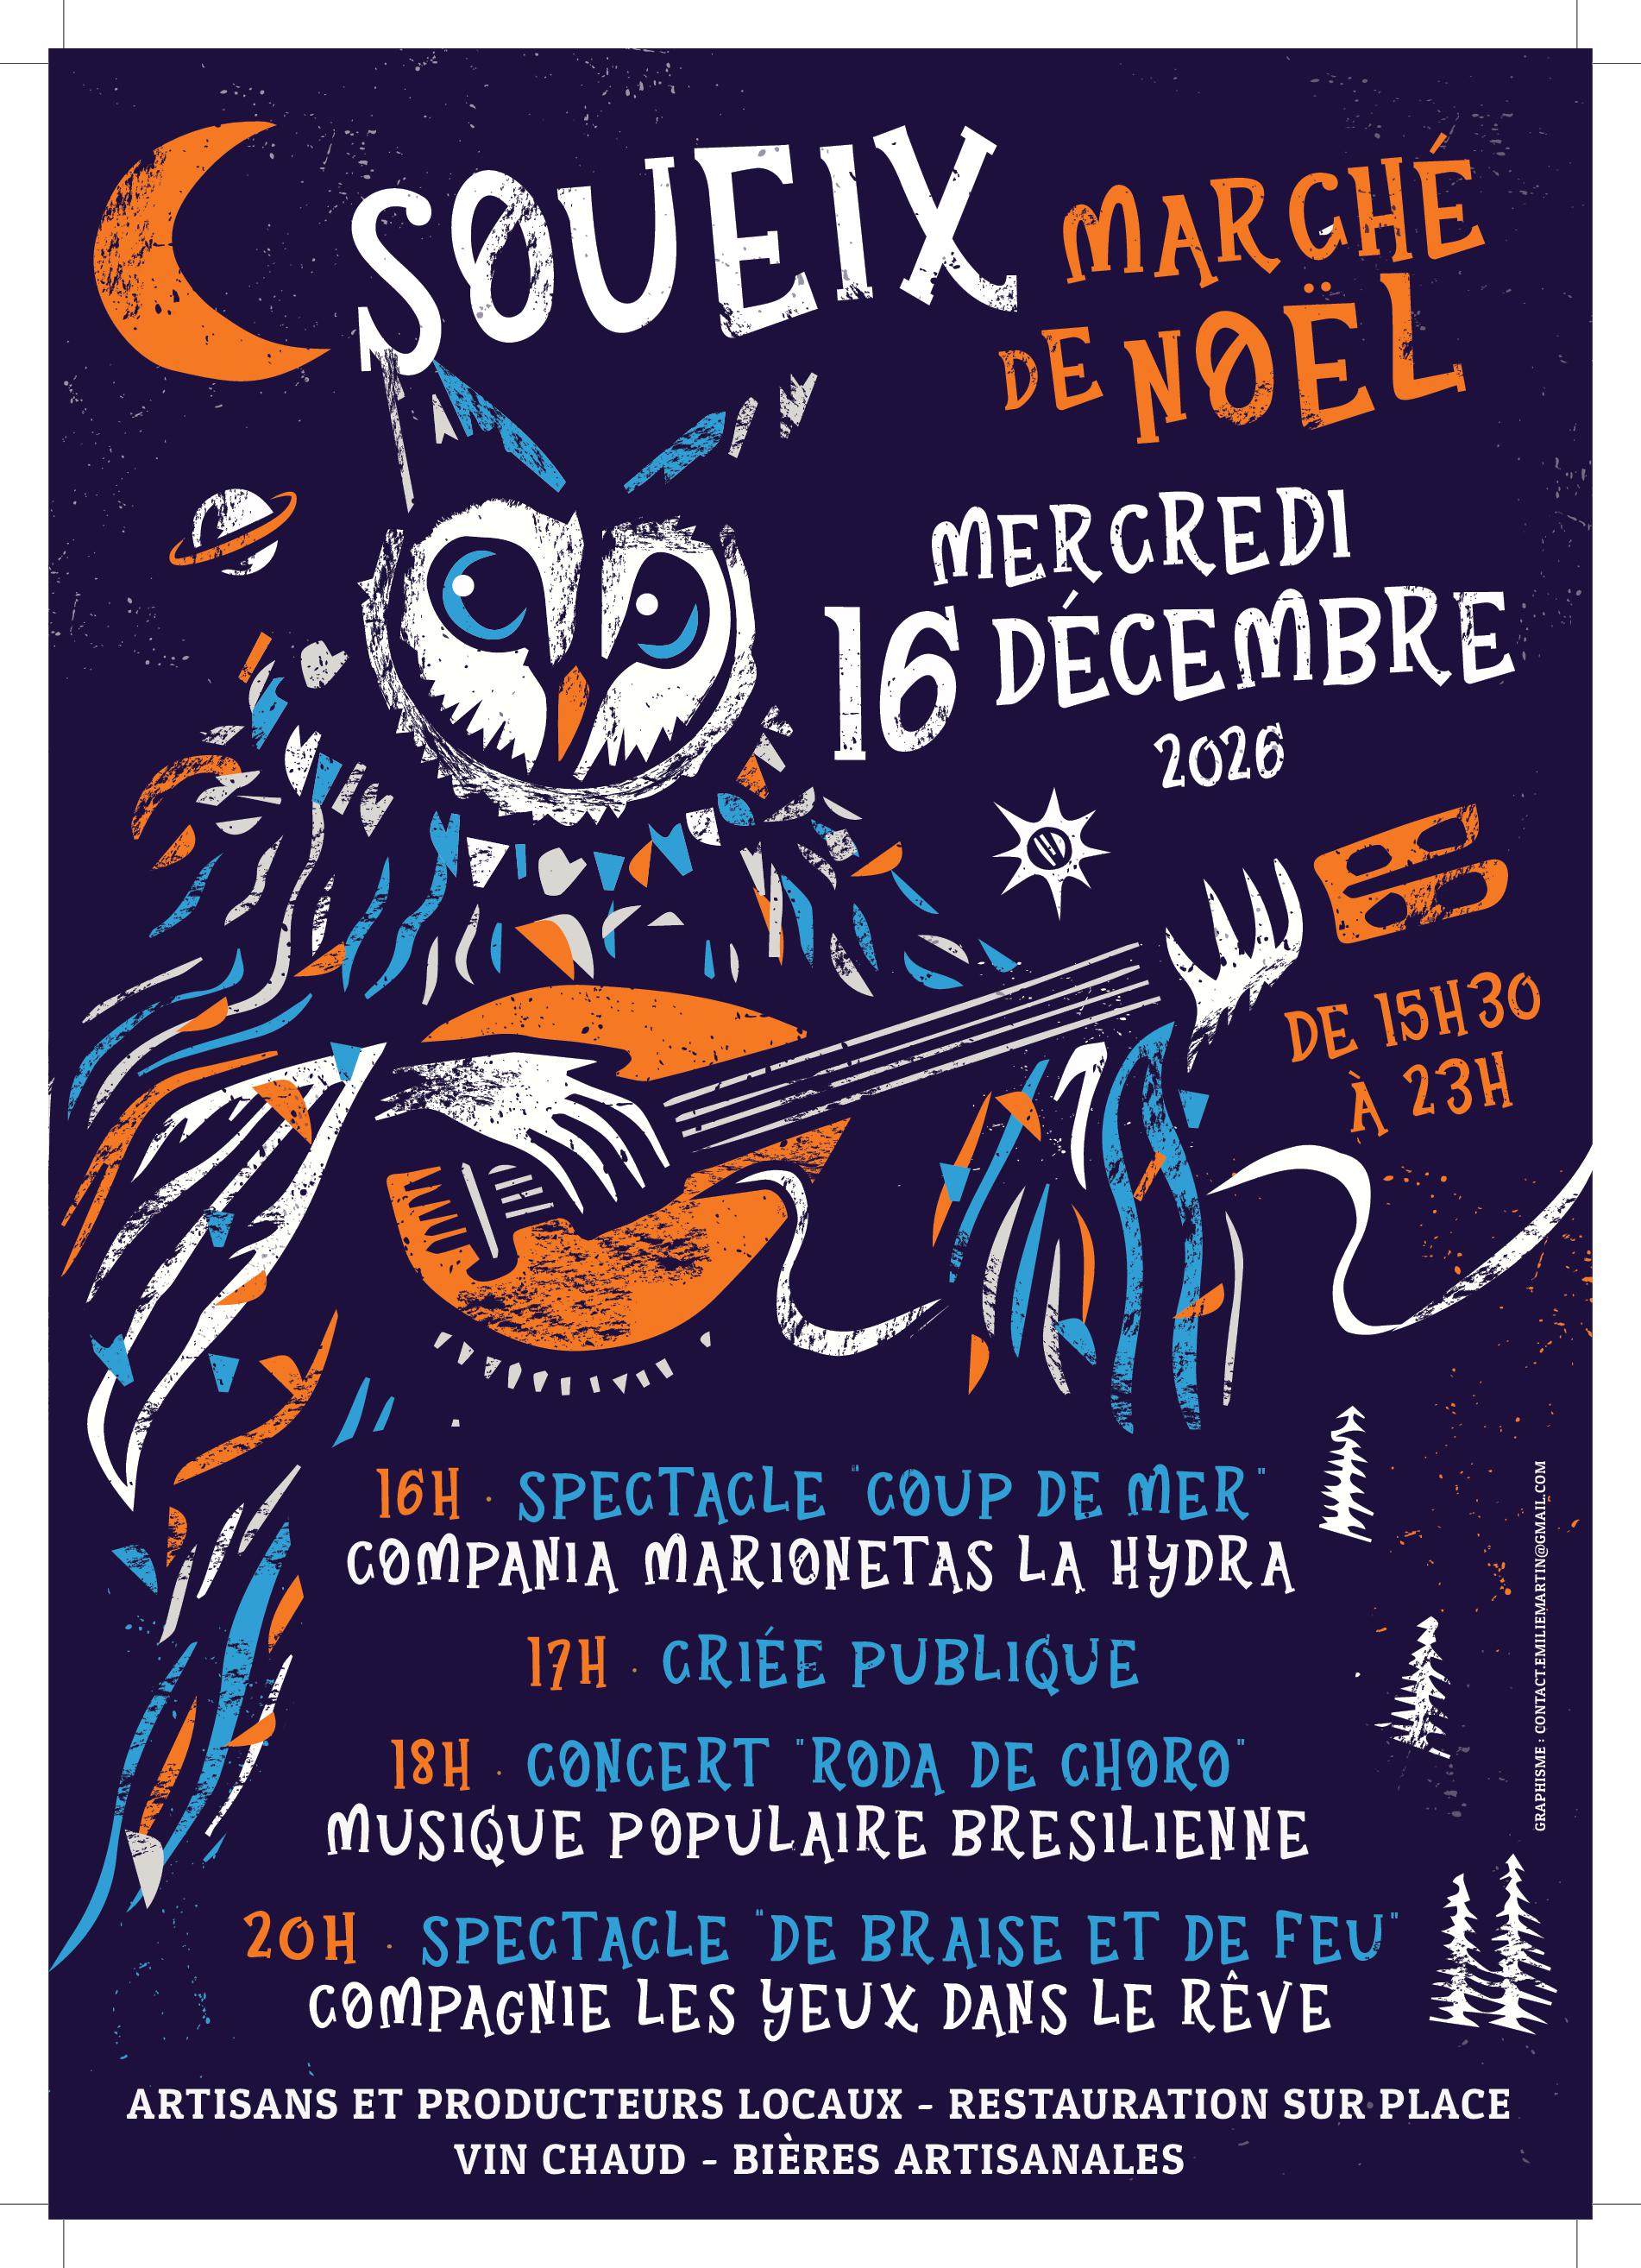 SOUEIX
MARCHÉ
DE NOËL
MERCREDI
16 DÉCEMBRE
2026
DE 15H30
À 23H
16H · SPECTACLE "COUP DE MER"
COMPANIA MARIONETAS LA HYDRA
17H · CRIÉE PUBLIQUE
18H · CONCERT "RODA DE CHORO"
MUSIQUE POPULAIRE BRESILIENNE
20H · SPECTACLE "DE BRAISE ET DE FEU"
COMPAGNIE LES YEUX DANS LE RÊVE
GRAPHISME : CONTACT.EMILIEMARTIN@GMAIL.COM
ARTISANS ET PRODUCTEURS LOCAUX - RESTAURATION SUR PLACE
VIN CHAUD - BIÈRES ARTISANALES